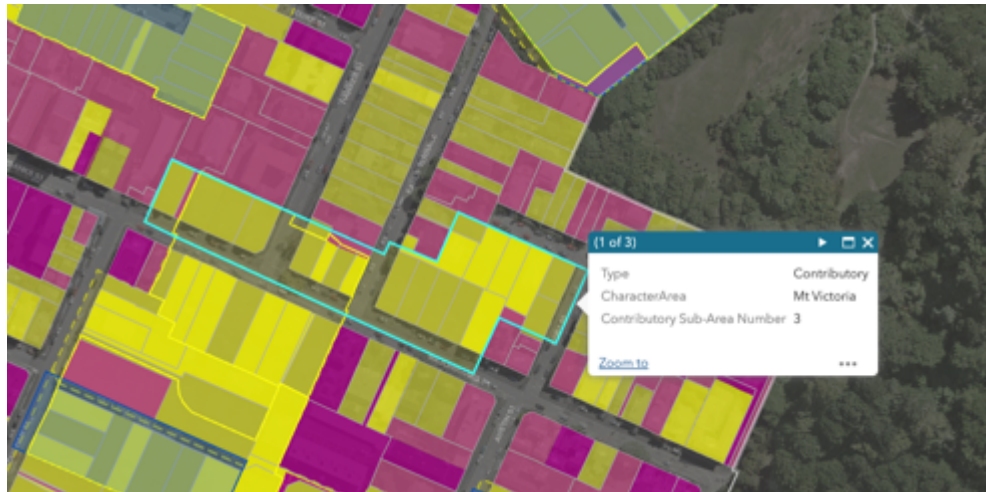 (1 of 3)
Type Contributory
CharacterArea Mt Victoria
Contributory Sub-Area Number 3
Zoom to